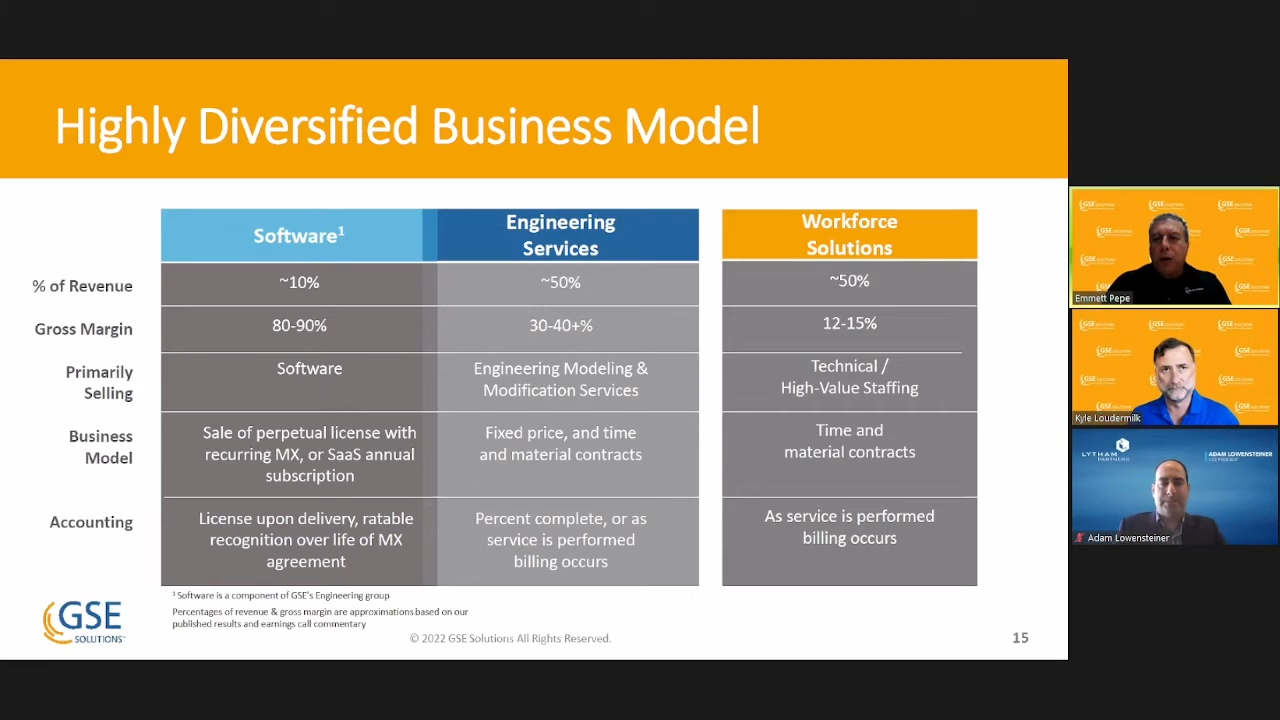 Highly Diversified Business Model
Software1
Engineering
Services
Workforce
Solutions
% of Revenue
~10%
~50%
~50%
Gross Margin
80-90%
30-40+%
12-15%
Primarily
Selling
Software
Engineering Modeling &
Modification Services
Technical /
High-Value Staffing
Business
Model
Sale of perpetual license with
recurring MX, or SaaS annual
subscription
Fixed price, and time
and material contracts
Time and
material contracts
Accounting
License upon delivery, ratable
recognition over life of MX
agreement
Percent complete, or as
service is performed
billing occurs
As service is performed
billing occurs
1 Software is a component of GSE's Engineering group
Percentages of revenue & gross margin are approximations based on our
published results and earnings call commentary
GSE
SOLUTIONS
© 2022 GSE Solutions All Rights Reserved.
15
Emmett Pepe
Kyle Loudermilk
LYTHAM
PARTNERS
ADAM LOWENSTEINER
VICE PRESIDENT
Adam Lowensteiner